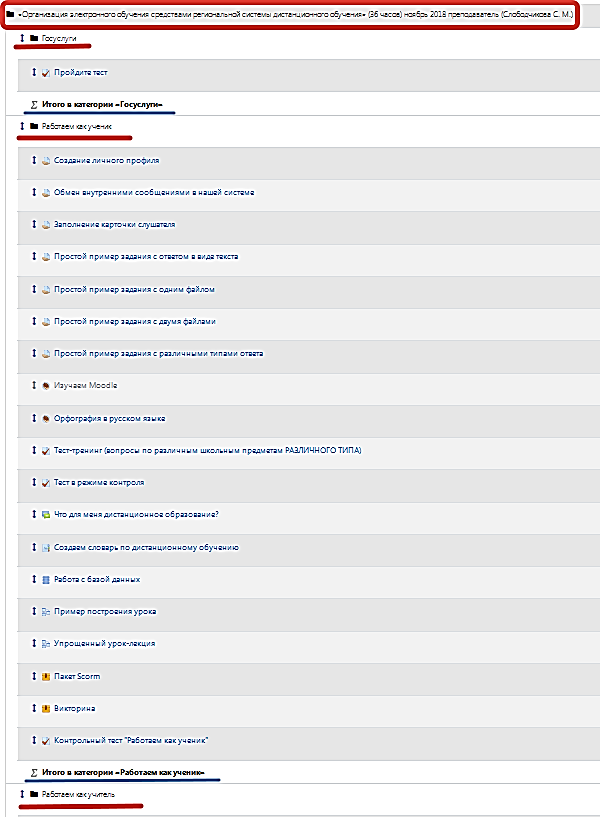 «Организация электронного обучения средствами региональной системы дистанционного обучения» (36 часов) ноябрь 2018 преподаватель (Слободчикова С. М.)
Госуслуги
Пройдите тест
Σ Итого в категории «Госуслуги»
Работаем как ученик
Создание личного профиля
Обмен внутренними сообщениями в нашей системе
Заполнение карточки слушателя
Простой пример задания с ответом в виде текста
Простой пример задания с одним файлом
Простой пример задания с двумя файлами
Простой пример задания с различными типами ответа
Изучаем Moodle
Орфография в русском языке
Тест-тренинг (вопросы по различным школьным предметам РАЗЛИЧНОГО ТИПА)
Тест в режиме контроля
Что для меня дистанционное образование?
Создаем словарь по дистанционному обучению
Работа с базой данных
Пример построения урока
Упрощенный урок-лекция
Пакет Scorm
Викторина
Контрольный тест "Работаем как ученик"
Σ Итого в категории «Работаем как ученик»
Работаем как учитель